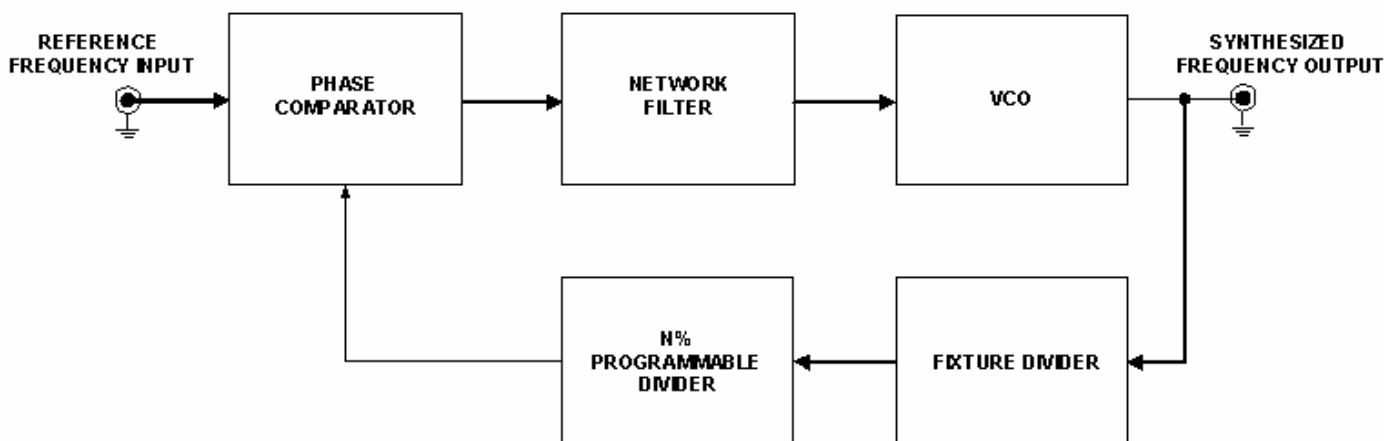 REFERENCE
FREQUENCY INPUT
PHASE
COMPARATOR
NETWORK
FILTER
VCO
SYNTHESIZED
FREQUENCY OUTPUT
N%
PROGRAMMABLE
DIVIDER
FIXTURE DIVIDER